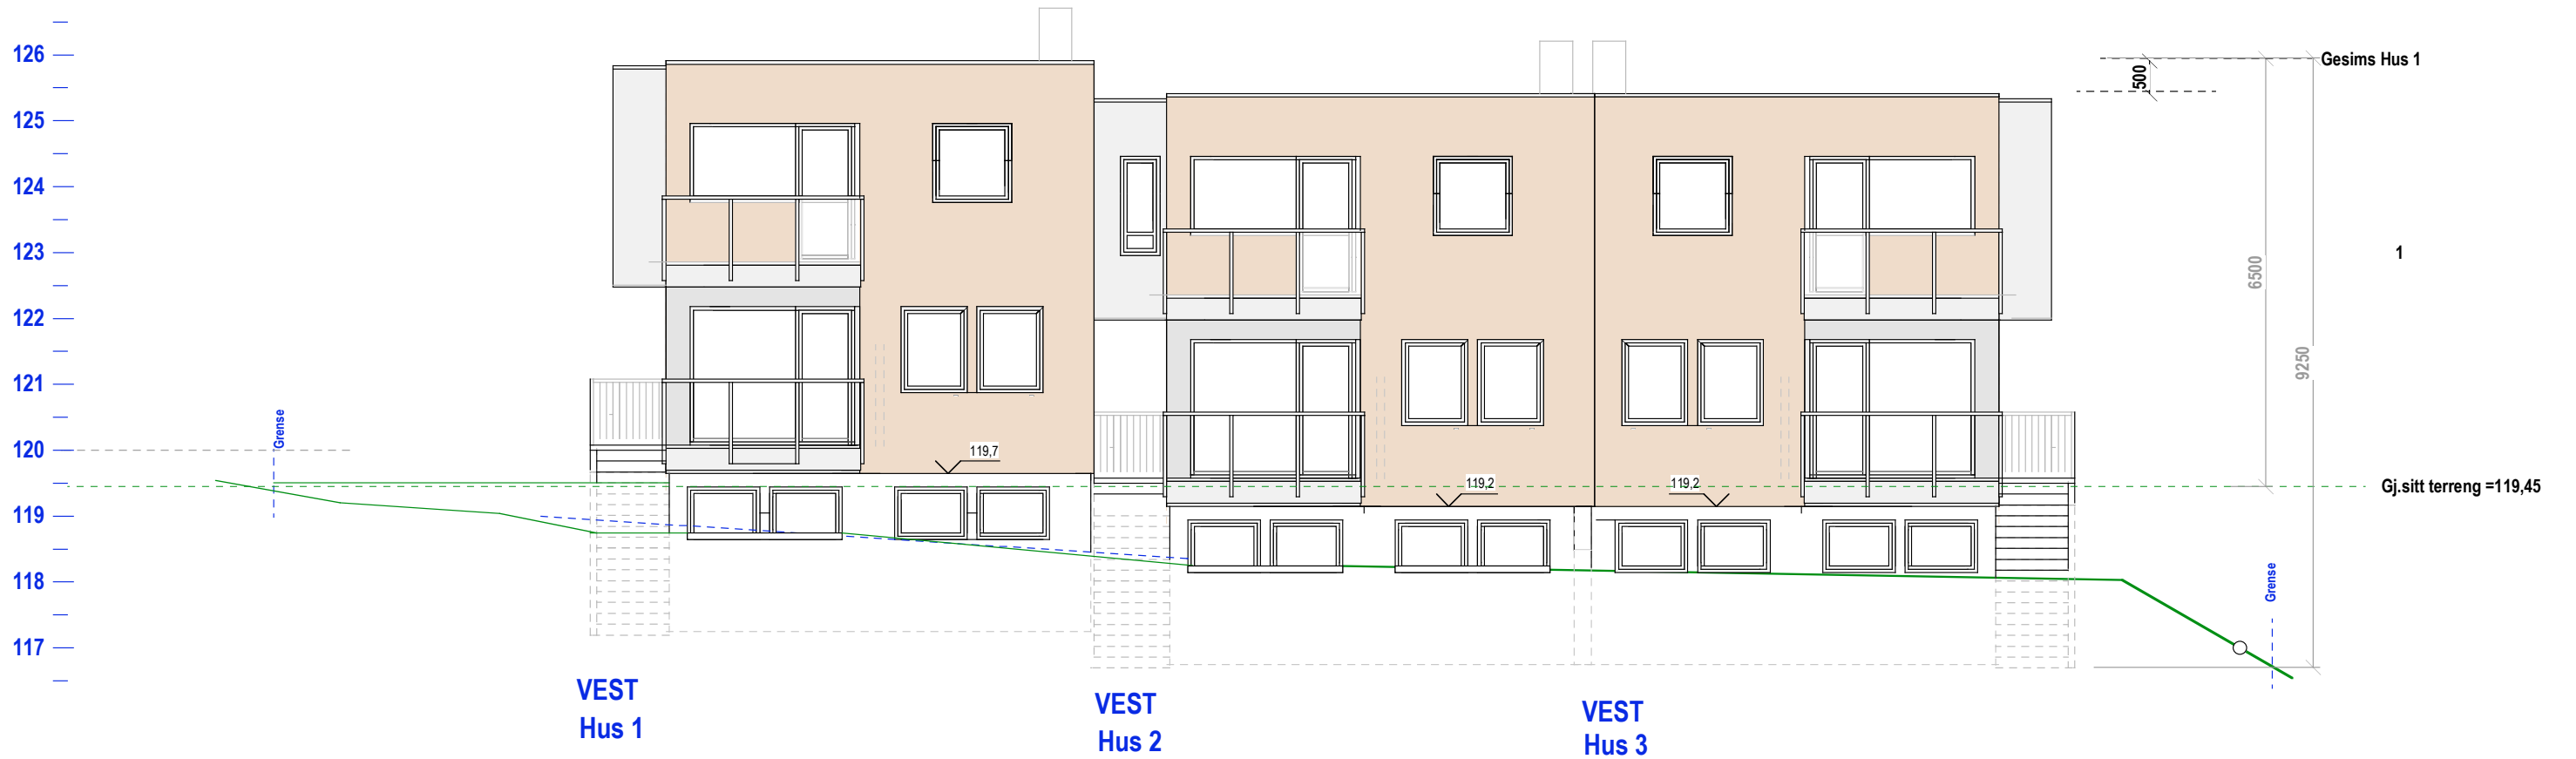 126
125
124
123
122
121
120
119
118
117
Grense
119,7
119,2
119,2
Gesims Hus 1
500
6500
9250
1
Gj.sitt terreng =119,45
Grense
VEST
Hus 1
VEST
Hus 2
VEST
Hus 3